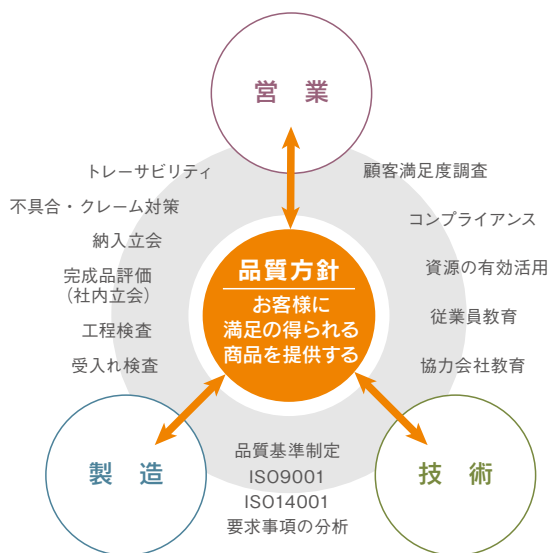 営　業
トレーサビリティ
不具合・クレーム対策
納入立会
完成品評価
（社内立会）
工程検査
受入れ検査
顧客満足度調査
コンプライアンス
資源の有効活用
従業員教育
協力会社教育
品質方針
お客様に
満足の得られる
商品を提供する
製　造
品質基準制定
ISO9001
ISO14001
要求事項の分析
技　術